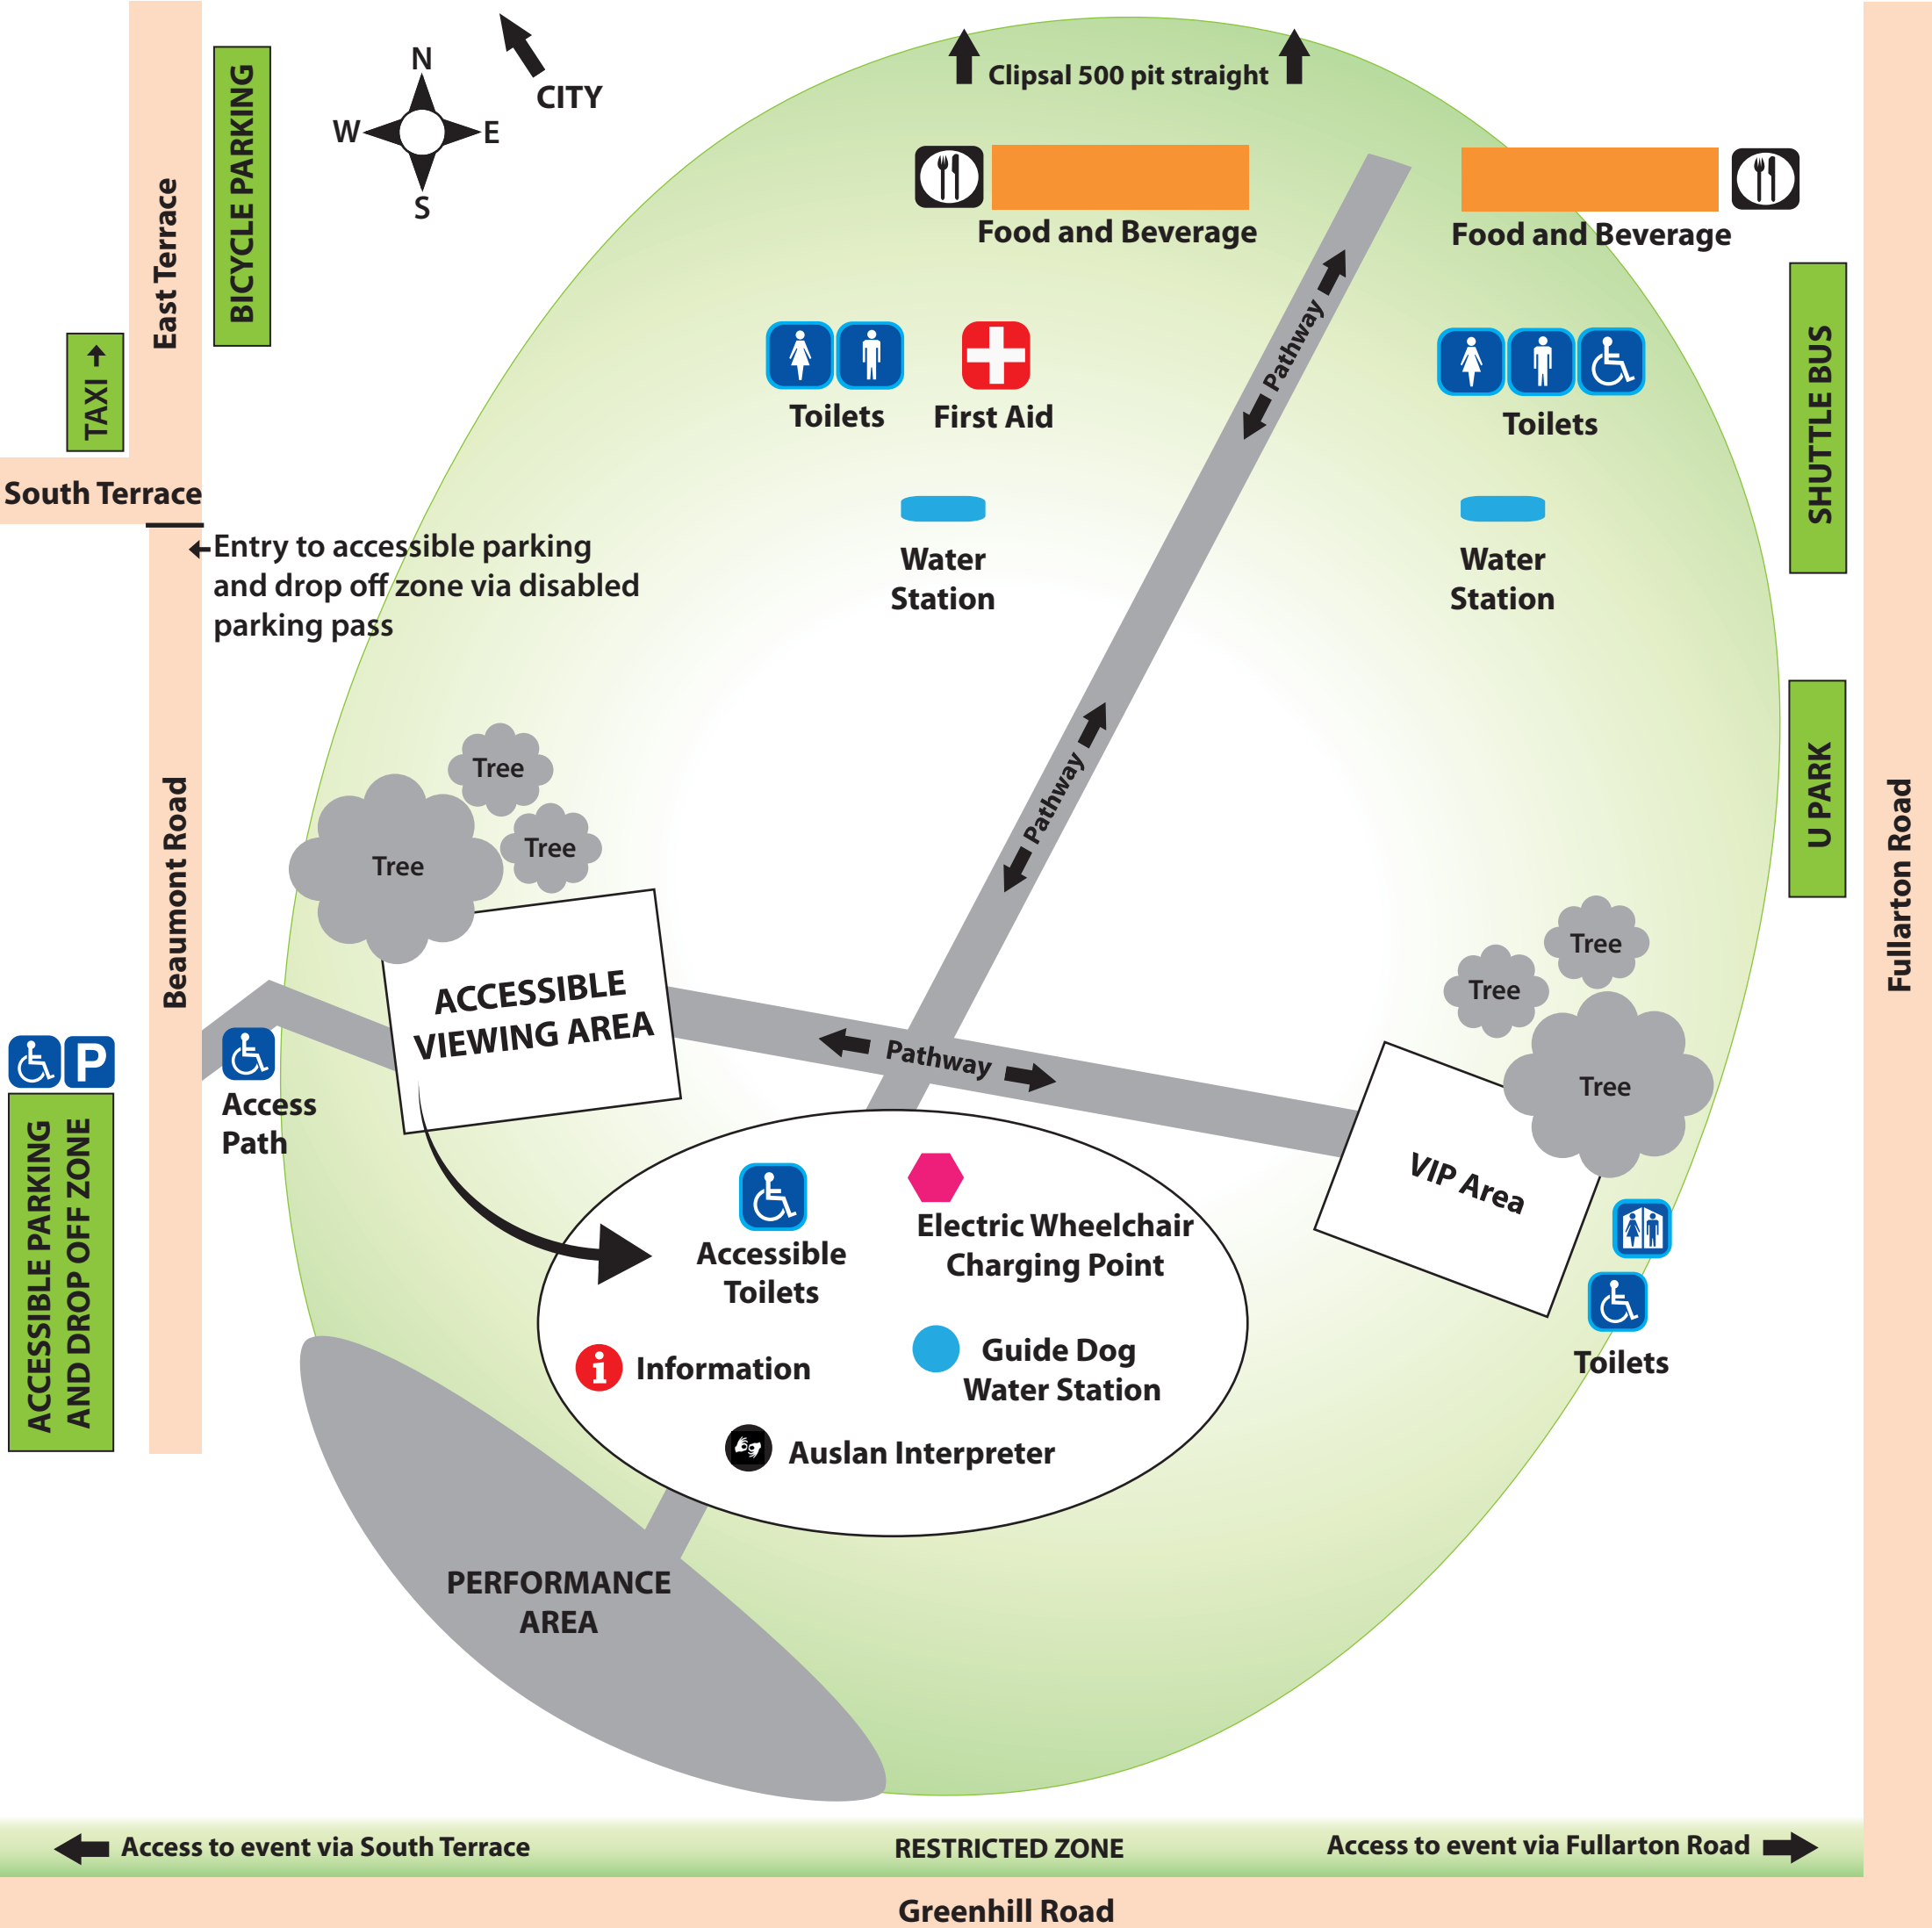 CITY
N
W
E
S
Clipsal 500 pit straight
BICYCLE PARKING
East Terrace
TAXI
South Terrace
Food and Beverage
Food and Beverage
Pathway
Toilets
First Aid
Toilets
SHUTTLE BUS
Entry to accessible parking
and drop off zone via disabled
parking pass
Water
Station
Water
Station
Beaumont Road
Tree
Tree
Tree
Pathway
U PARK
Fullarton Road
Tree
Tree
Tree
ACCESSIBLE
VIEWING AREA
Pathway
P
Access
Path
ACCESSIBLE PARKING
AND DROP OFF ZONE
VIP Area
Accessible
Toilets
Electric Wheelchair
Charging Point
Toilets
i
Information
Guide Dog
Water Station
Auslan Interpreter
PERFORMANCE
AREA
Access to event via South Terrace
RESTRICTED ZONE
Access to event via Fullarton Road
Greenhill Road